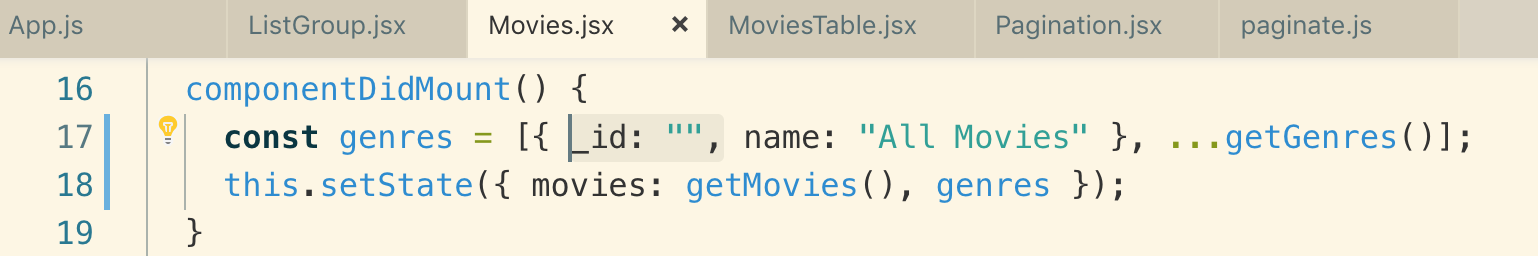 App.js ListGroup.jsx Movies.jsx × MoviesTable.jsx Pagination.jsx paginate.js
16 componentDidMount() {
17 const genres = [{ _id: "", name: "All Movies" }, ...getGenres()];
18 this.setState({ movies: getMovies(), genres });
19 }